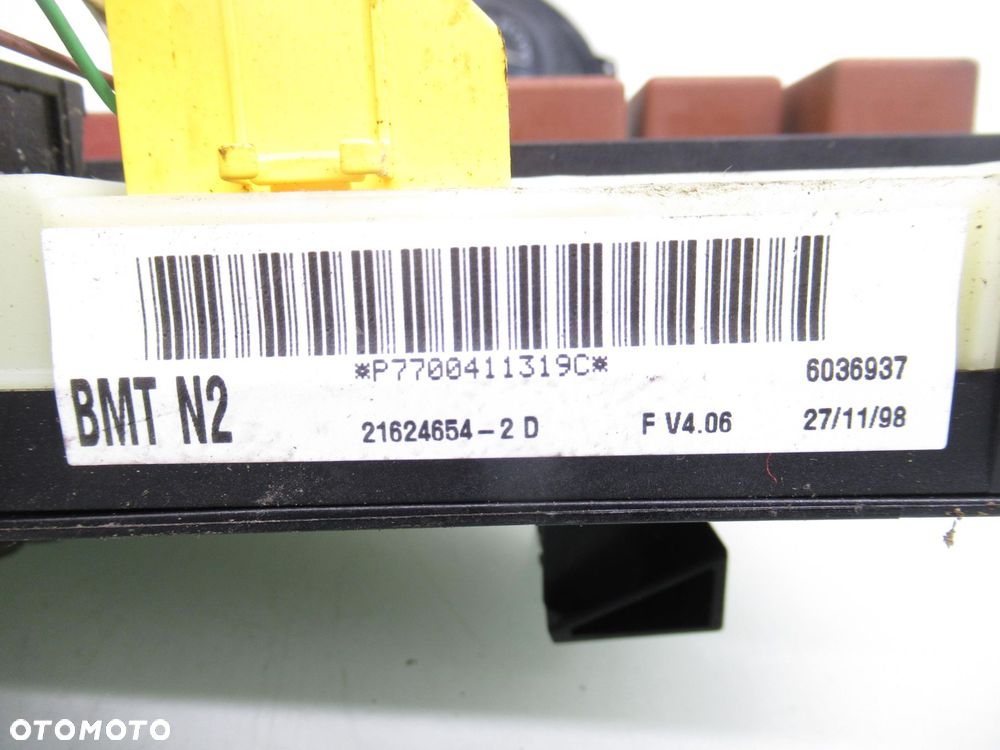 *P7700411319C*
6036937
BMT N2
21624654-2 D
F V4.06
27/11/98
OTOMOTO